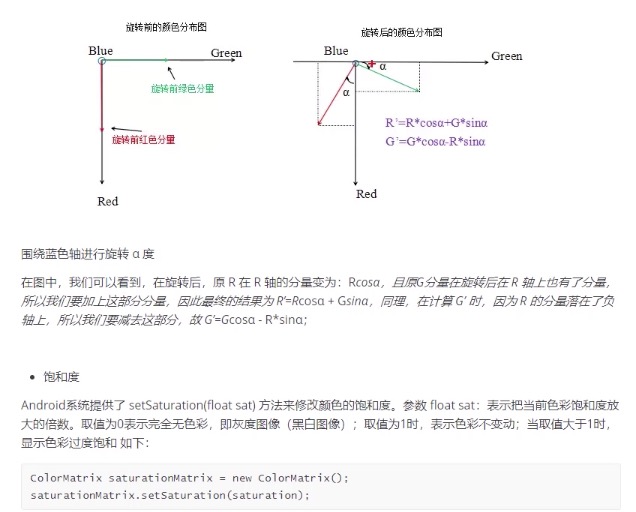 旋转前的颜色分布图
旋转后的颜色分布图
Blue
Green
旋转前绿色分量
旋转前红色分量
Red
Blue
Green
α
α
R'=R*cosα+G*sinα
G'=G*cosα-R*sinα
Red
围绕蓝色轴进行旋转 α 度
在图中，我们可以看到，在旋转后，原 R 在 R 轴的分量变为：Rcosα，且原G分量在旋转后在 R 轴上也有了分量，
所以我们要加上这部分分量，因此最终的结果为 R’=Rcosα + Gsinα，同理，在计算 G’ 时，因为 R 的分量落在了负
轴上，所以我们要减去这部分，故 G’=Gcosα - R*sinα；
• 饱和度
Android系统提供了 setSaturation(float sat) 方法来修改颜色的饱和度。参数 float sat：表示把当前色彩饱和度放
大的倍数。取值为0表示完全无色彩，即灰度图像（黑白图像）；取值为1时，表示色彩不变动；当取值大于1时，
显示色彩过度饱和 如下：
ColorMatrix saturationMatrix = new ColorMatrix();
saturationMatrix.setSaturation(saturation);